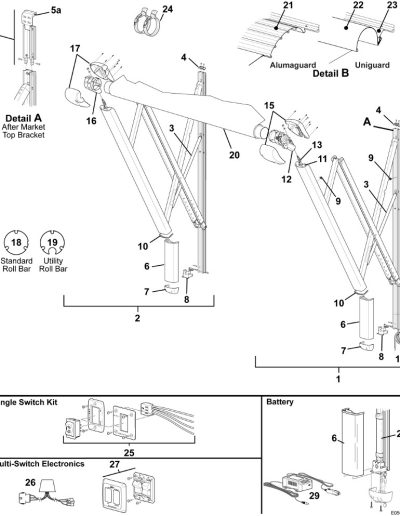 5a
24
21
22
23
Alumaguard
Uniguard
Detail B
4
17
4
A
Detail A
After Market
Top Bracket
16
3
15
20
13
11
12
9
3
9
18
19
Standard
Roll Bar
Utility
Roll Bar
10
6
7
8
2
10
6
7
8
1
1
ngle Switch Kit
25
ulti-Switch Electronics
26
27
Battery
6
2
29